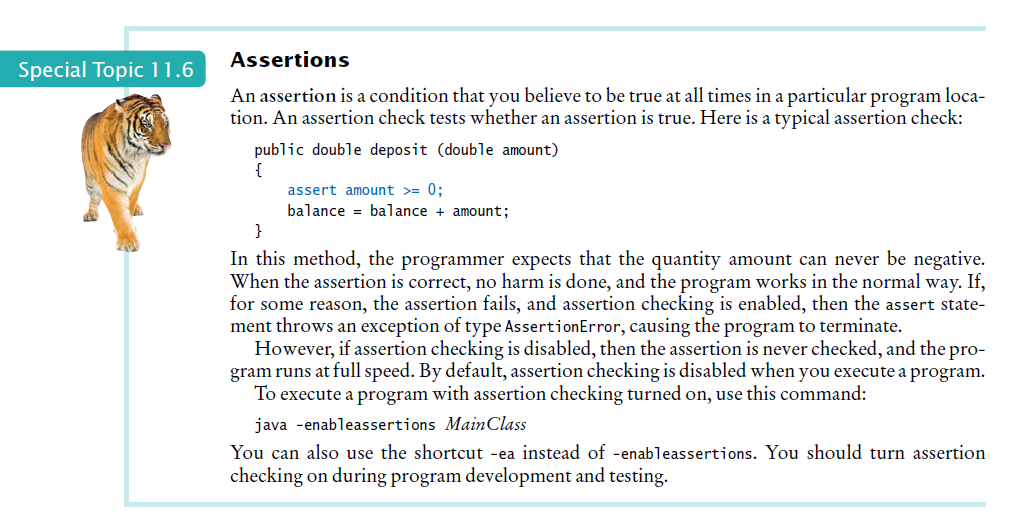 Special Topic 11.6
Assertions
An assertion is a condition that you believe to be true at all times in a particular program loca-
tion. An assertion check tests whether an assertion is true. Here is a typical assertion check:
public double deposit (double amount)
{
assert amount >= 0;
balance = balance + amount;
}
In this method, the programmer expects that the quantity amount can never be negative.
When the assertion is correct, no harm is done, and the program works in the normal way. If,
for some reason, the assertion fails, and assertion checking is enabled, then the assert state-
ment throws an exception of type AssertionError, causing the program to terminate.
However, if assertion checking is disabled, then the assertion is never checked, and the pro-
gram runs at full speed. By default, assertion checking is disabled when you execute a program.
To execute a program with assertion checking turned on, use this command:
java -enableassertions MainClass
You can also use the shortcut -ea instead of -enableassertions. You should turn assertion
checking on during program development and testing.